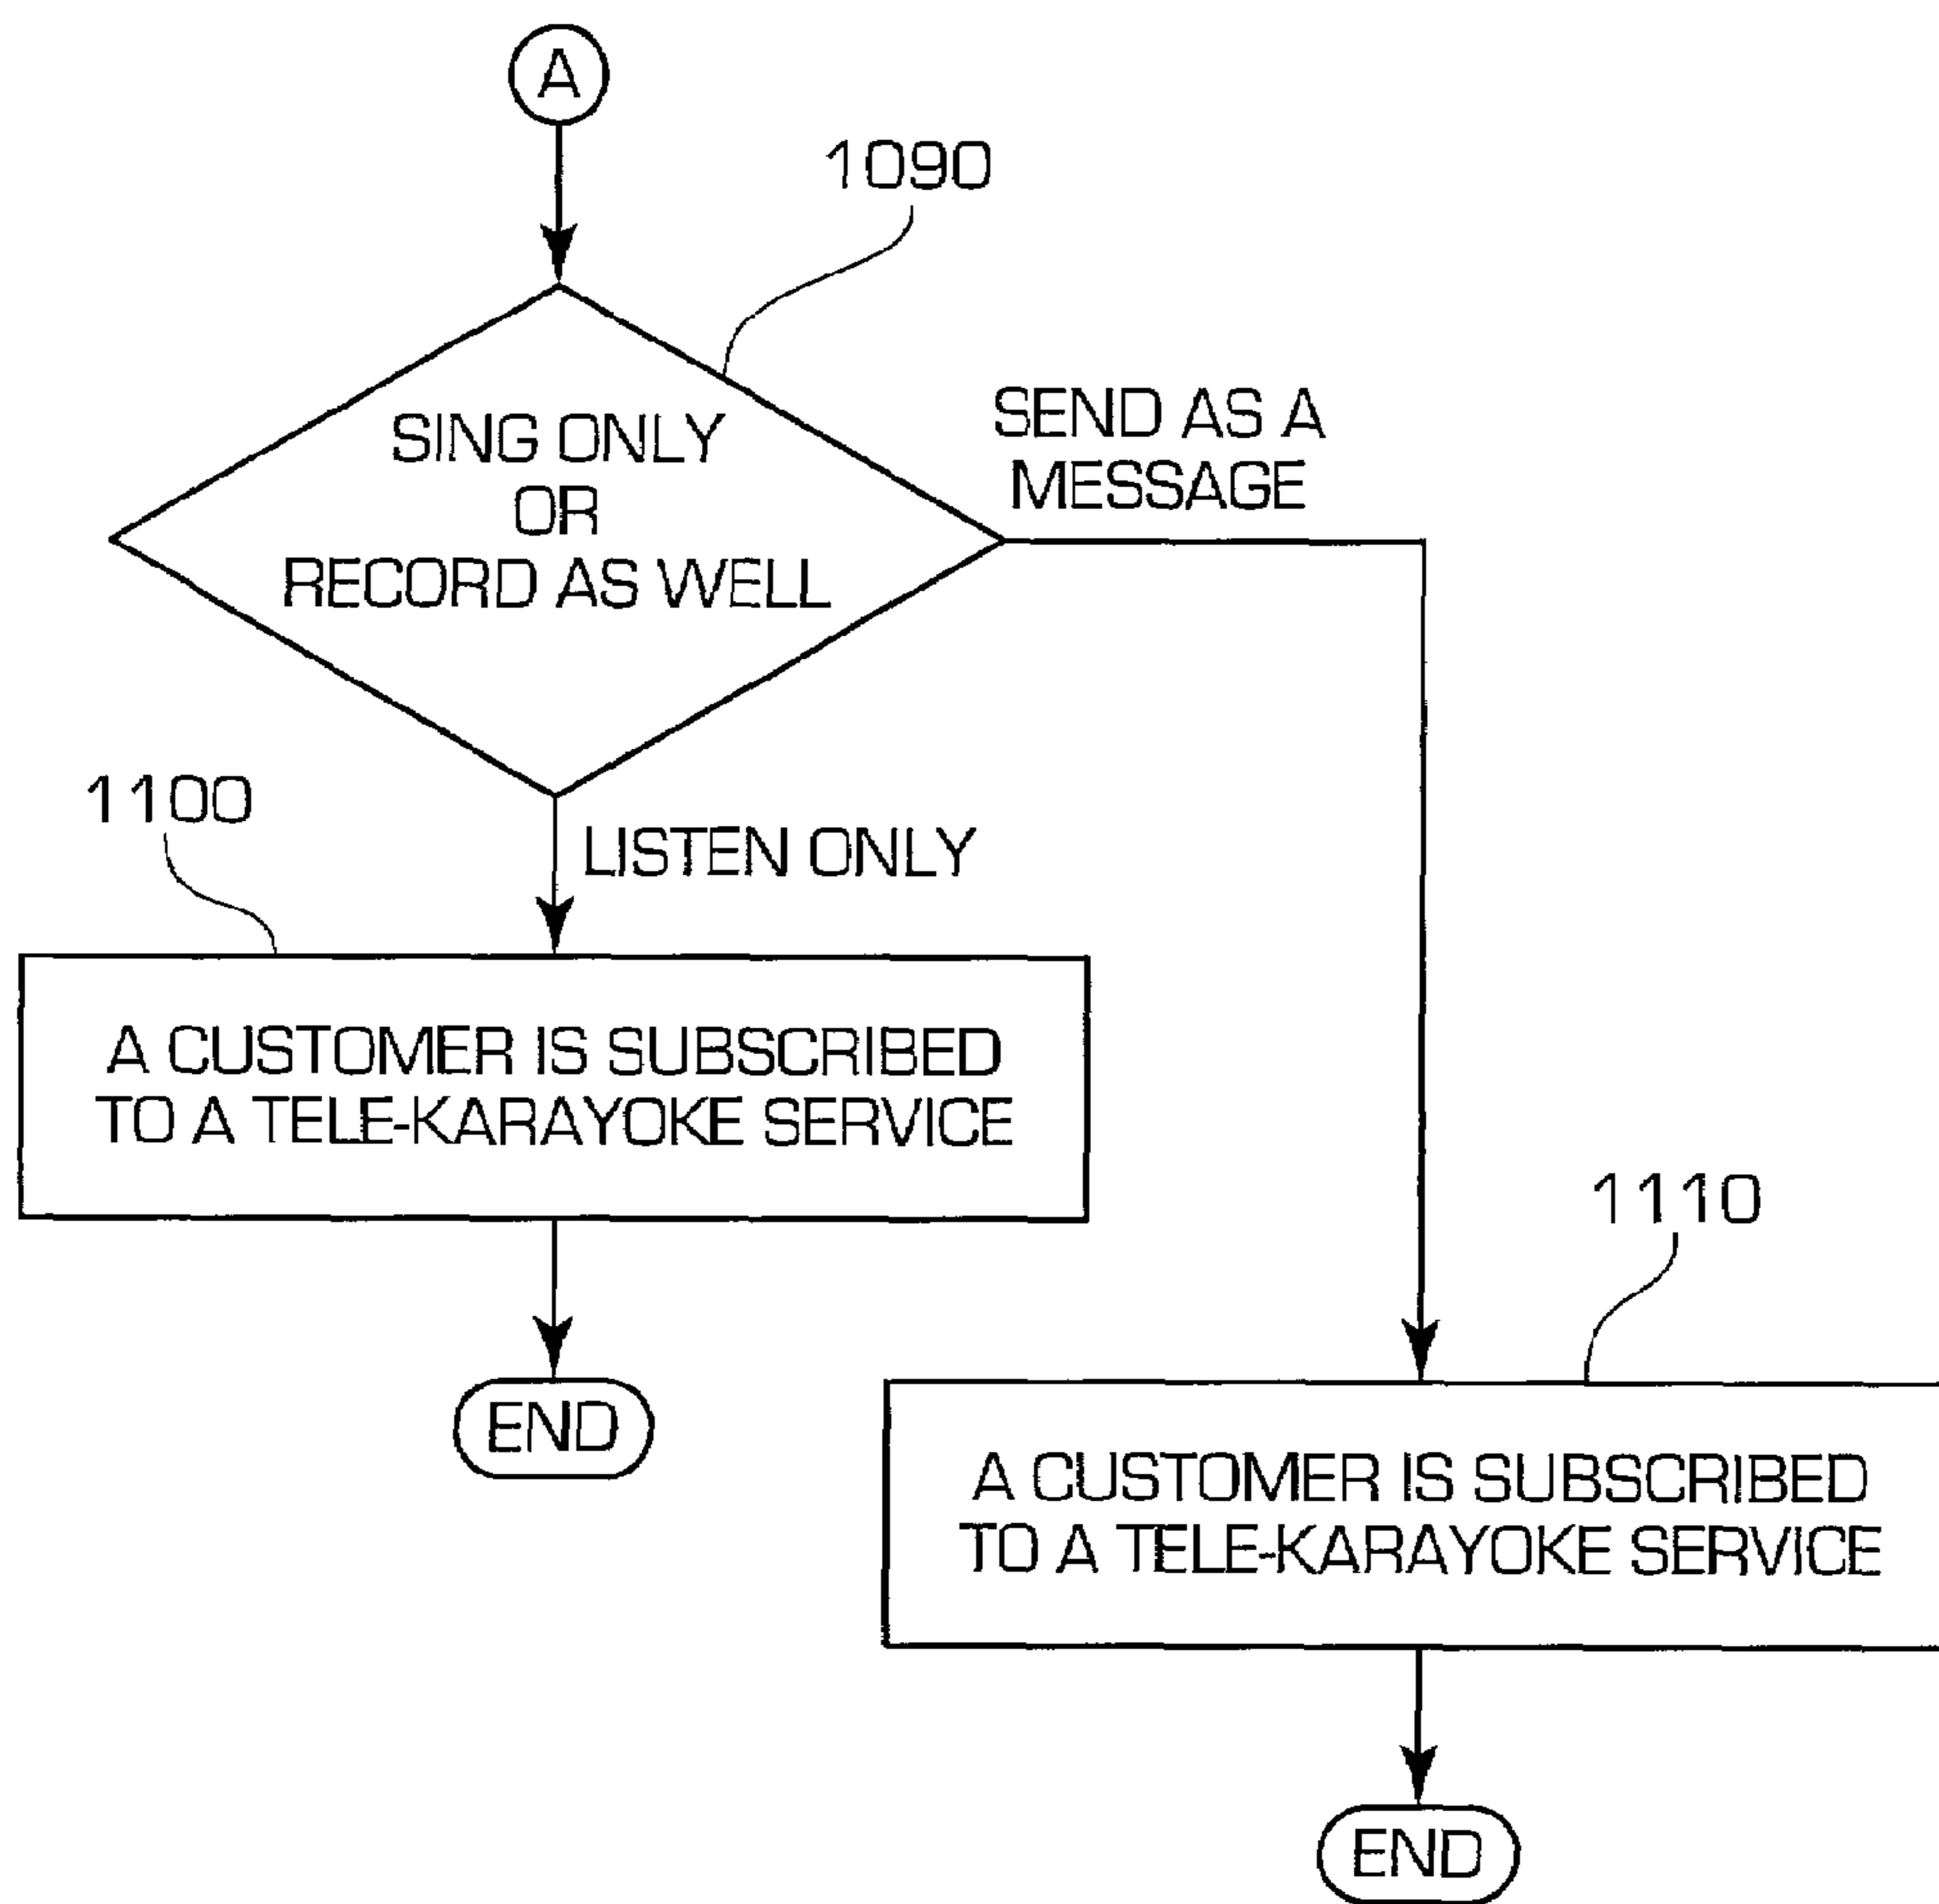 A
1090
SING ONLY
OR
RECORD AS WELL
SEND AS A
MESSAGE
1100
LISTEN ONLY
A CUSTOMER IS SUBSCRIBED
TO A TELE-KARAYOKE SERVICE
END
1110
A CUSTOMER IS SUBSCRIBED
TO A TELE-KARAYOKE SERVICE
END